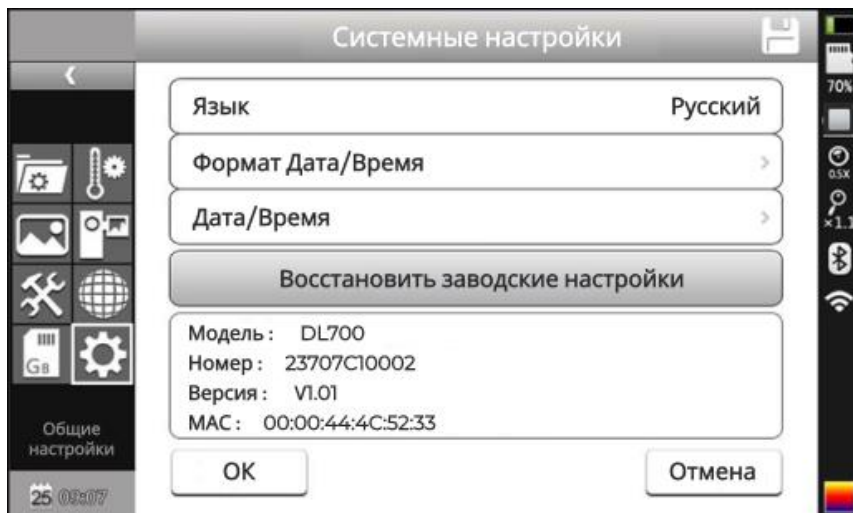 Системные настройки
Язык Русский
Формат Дата/Время
Дата/Время
Восстановить заводские настройки
Модель : DL700
Номер : 23707C10002
Версия : V1.01
MAC : 00:00:44:4C:52:33
OK
Отмена
GB
Общие
настройки
25 09:07
70%
0.5X
×1.1